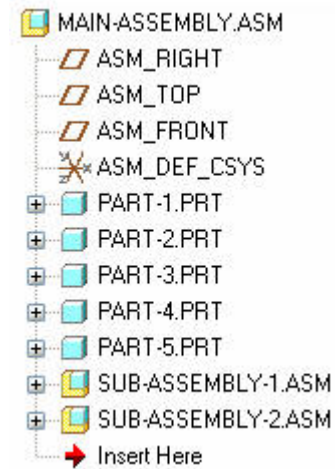 MAIN-ASSEMBLY.ASM
ASM_RIGHT
ASM_TOP
ASM_FRONT
ASM_DEF_CSYS
PART-1.PRT
PART-2.PRT
PART-3.PRT
PART-4.PRT
PART-5.PRT
SUB-ASSEMBLY-1.ASM
SUB-ASSEMBLY-2.ASM
Insert Here